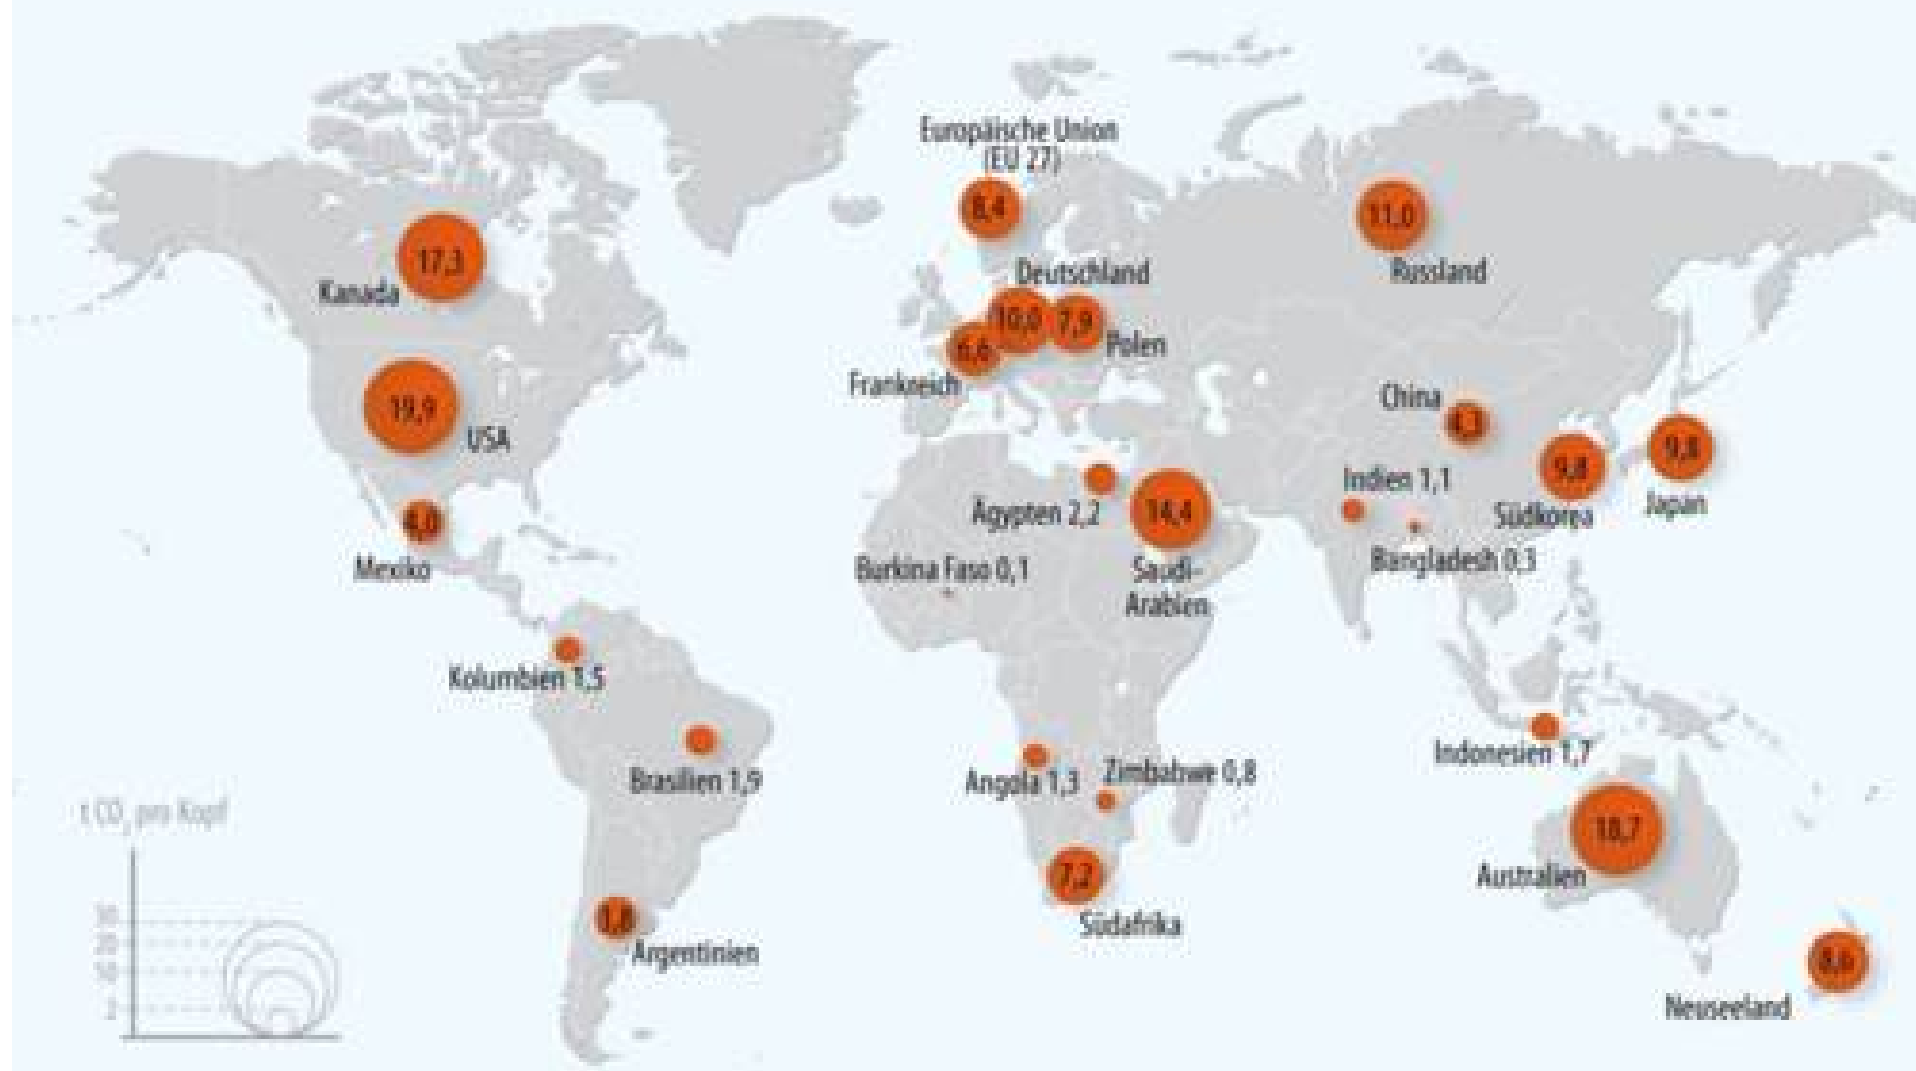 Europäische Union
(EU 27)
8,4
11,0
Russland
17,3
Kanada
Deutschland
10,0
7,9
6,6
Polen
Frankreich
19,9
USA
China
4,3
9,8
9,8
Japan
Südkorea
Indien 1,1
Ägypten 2,2
14,4
Saudi-
Arabien
4,0
Mexiko
Bangladesh 0,3
Burkina Faso 0,1
Kolumbien 1,5
Brasilien 1,9
Angola 1,3
Zimbabwe 0,8
Indonesien 1,7
18,7
Australien
7,2
Südafrika
Argentinien
8,6
Neuseeland
t CO₂ pro Kopf
30
20
10
2